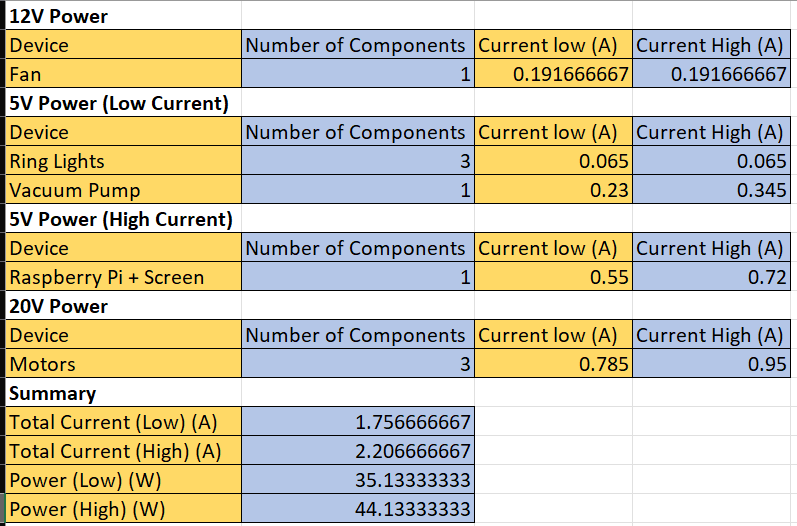 12V Power
Device Number of Components Current low (A) Current High (A)
Fan 1 0.191666667 0.191666667
5V Power (Low Current)
Device Number of Components Current low (A) Current High (A)
Ring Lights 3 0.065 0.065
Vacuum Pump 1 0.23 0.345
5V Power (High Current)
Device Number of Components Current low (A) Current High (A)
Raspberry Pi + Screen 1 0.55 0.72
20V Power
Device Number of Components Current low (A) Current High (A)
Motors 3 0.785 0.95
Summary
Total Current (Low) (A) 1.756666667
Total Current (High) (A) 2.206666667
Power (Low) (W) 35.13333333
Power (High) (W) 44.13333333